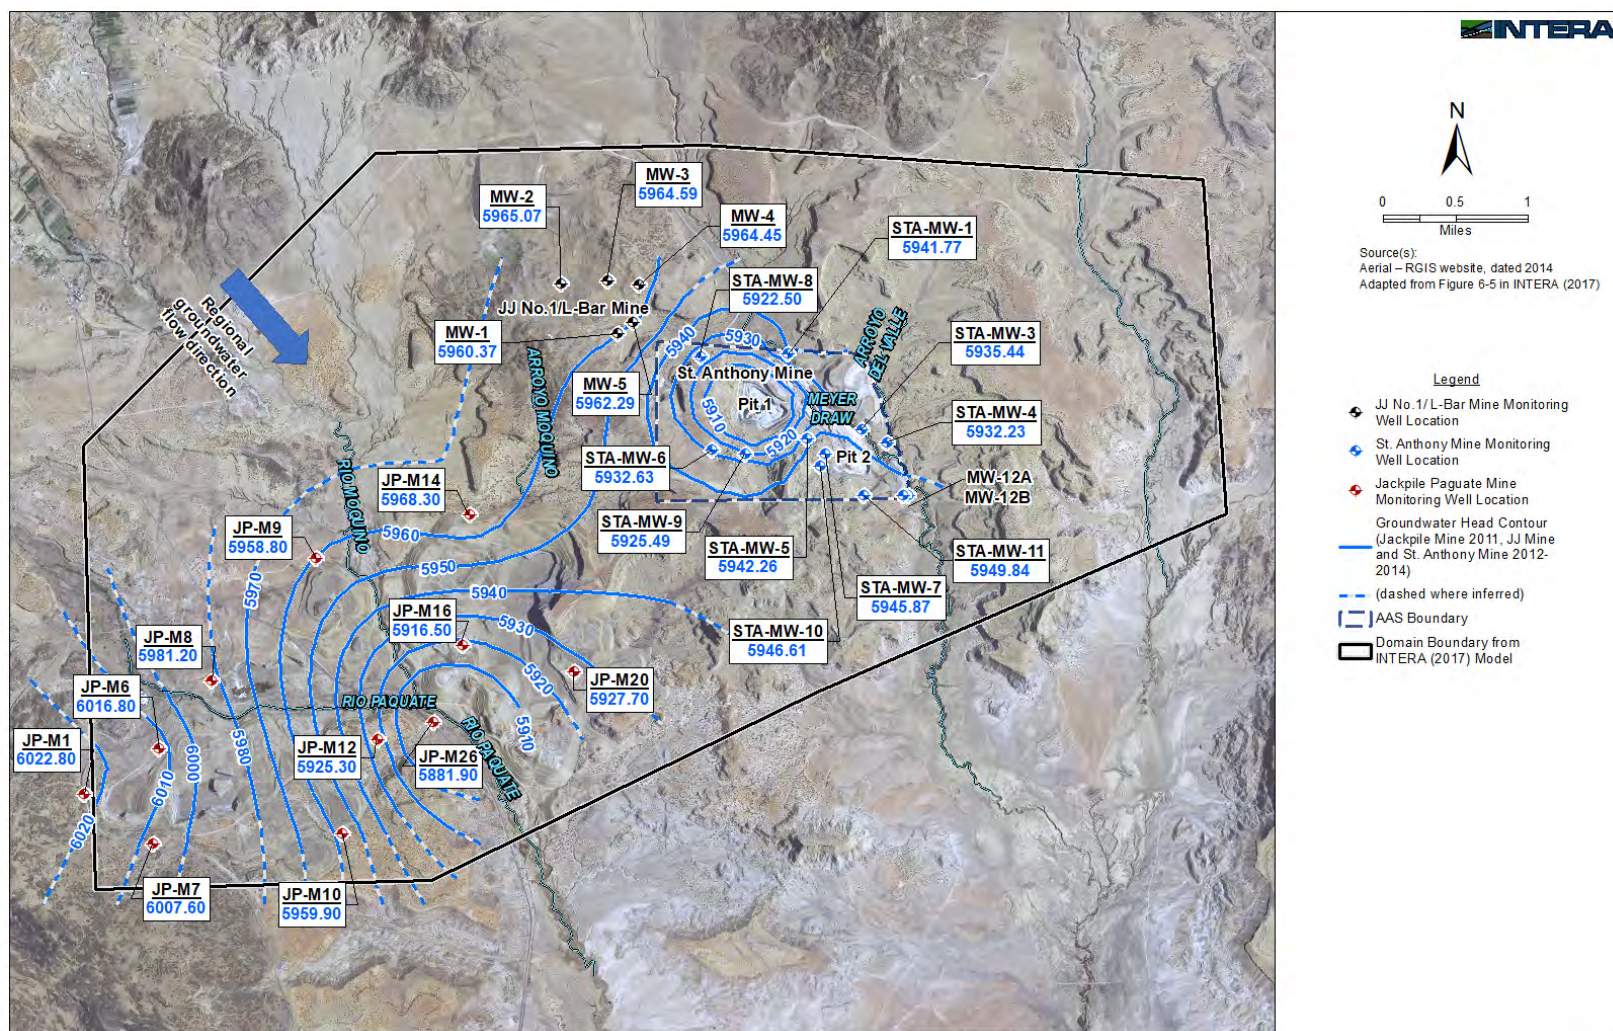 INTERA
N
0 0.5 1
Miles
Source(s):
Aerial – RGIS website, dated 2014
Adapted from Figure 6-5 in INTERA (2017)
Legend
JJ No.1/ L-Bar Mine Monitoring
Well Location
St. Anthony Mine Monitoring
Well Location
Jackpile Paguate Mine
Monitoring Well Location
Groundwater Head Contour
(Jackpile Mine 2011, JJ Mine
and St. Anthony Mine 2012-
2014)
(dashed where inferred)
AAS Boundary
Domain Boundary from
INTERA (2017) Model
MW-3
5964.59
MW-2
5965.07
MW-4
5964.45
STA-MW-1
5941.77
STA-MW-8
5922.50
Regional
groundwater
flow direction
JJ No.1/L-Bar Mine
MW-1
5960.37
5940
5930
ARROYO
DEL VALLE
STA-MW-3
5935.44
ARROYO MOQUINO
MW-5
5962.29
St. Anthony Mine
Pit 1
MEYER
DRAW
5910
5920
STA-MW-4
5932.23
STA-MW-6
5932.63
Pit 2
MW-12A
MW-12B
JP-M14
5968.30
RIO MOQUINO
JP-M9
5958.80
5960
STA-MW-9
5925.49
STA-MW-5
5942.26
STA-MW-11
5949.84
5970
5950
5940
STA-MW-7
5945.87
JP-M16
5916.50
5930
STA-MW-10
5946.61
JP-M8
5981.20
5920
JP-M20
5927.70
JP-M6
6016.80
RIO PAQUATE
RIO PAQUATE
5910
JP-M1
6022.80
6000
5980
JP-M12
5925.30
JP-M26
5881.90
6010
6020
JP-M7
6007.60
JP-M10
5959.90